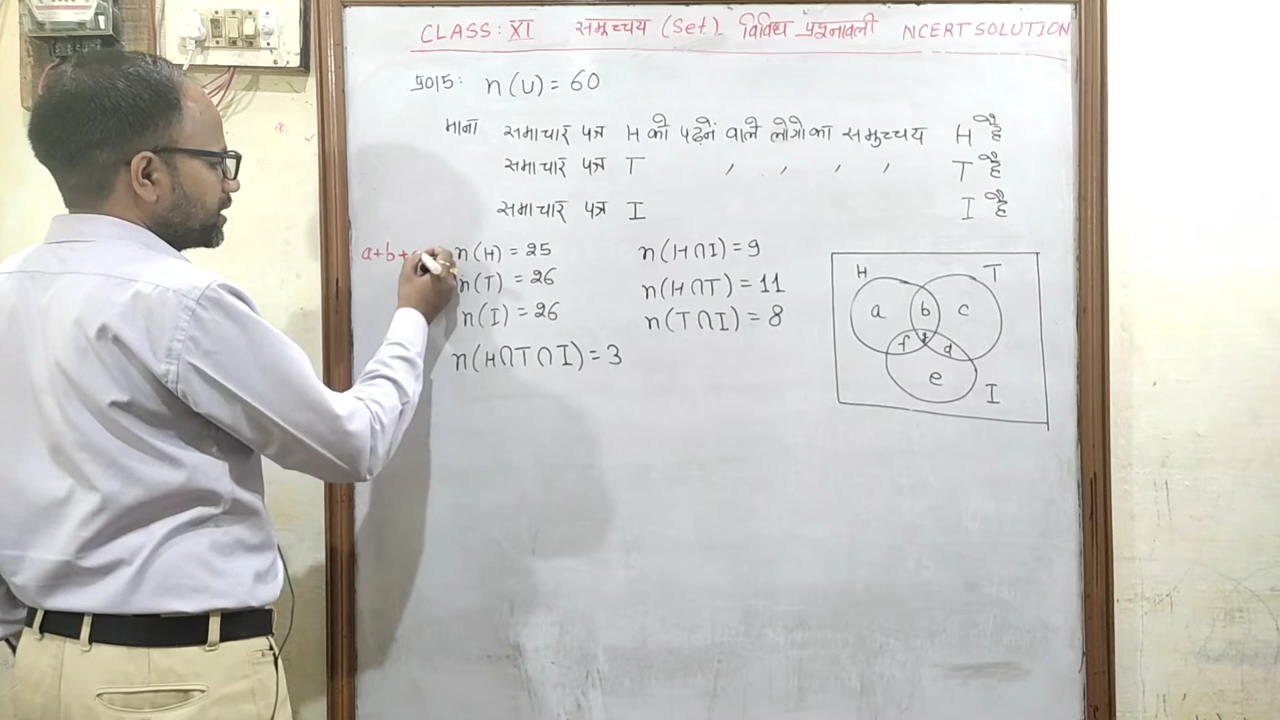 CLASS: XI समुच्चय (Set) विविध प्रश्नावली NCERT SOLUTION
प्र015: n(U) = 60
माना समाचार पत्र H को पढ़नें वाले लोगो का समुच्चय H है
समाचार पत्र T , , , , T है
समाचार पत्र I I है
a+b+ n(H) = 25 n(H∩I) = 9
n(T) = 26 n(H∩T) = 11
n(I) = 26 n(T∩I) = 8
n(H∩T∩I) = 3
H T
a b c
f d
e I